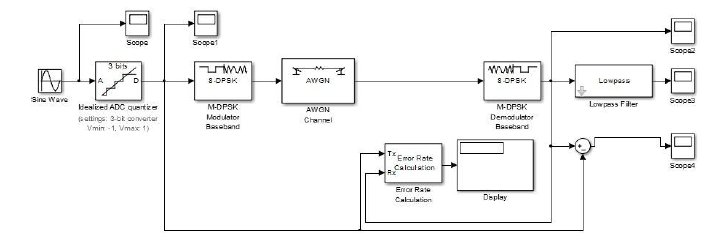 Scope
Scope1
Scope2
3 bits
A
D
8-DPSK
AWGN
8-DPSK
Lowpass
Sine Wave
Idealized ADC quantizer
(settings: 3-bit converter
Vmin: -1, Vmax: 1)
M-DPSK
Modulator
Baseband
AWGN
Channel
M-DPSK
Demodulator
Baseband
Lowpass Filter
Scope3
Tx
Rx
Error Rate
Calculation
Error Rate
Calculation
Display
Scope4